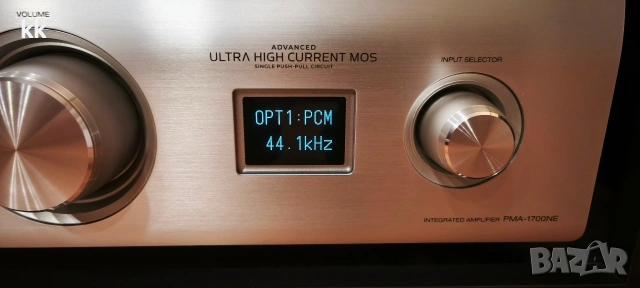 VOLUME
kk
ADVANCED
ULTRA HIGH CURRENT MOS
SINGLE PUSH-PULL CIRCUIT
INPUT SELECTOR
OPT1:PCM
44.1kHz
INTEGRATED AMPLIFIER PMA-1700NE
BAZAR